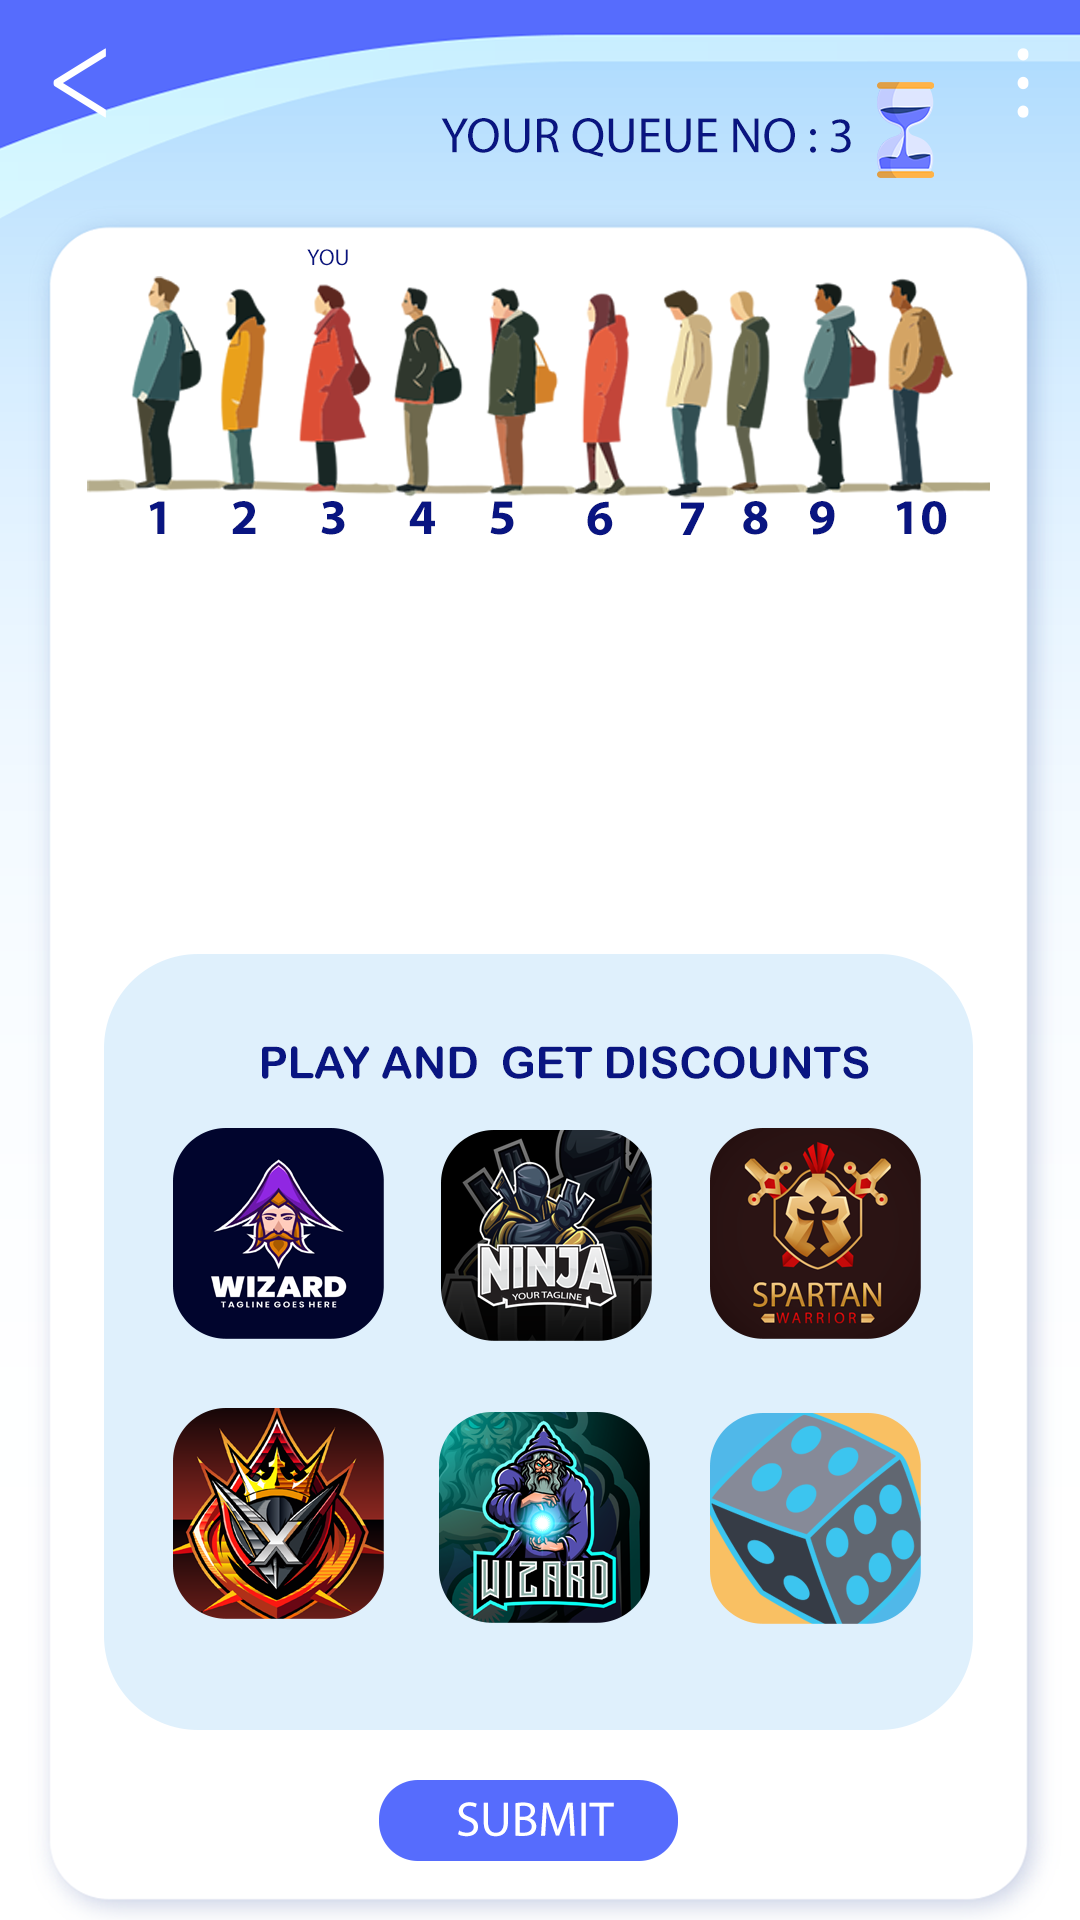 YOUR QUEUE NO : 3
YOU
1 2 3 4 5 6 7 8 9 10
PLAY AND GET DISCOUNTS
WIZARD
TAGLINE GOES HERE
NINJA
YOUR TAGLINE
SPARTAN
WARRIOR
X
WIZARD
SUBMIT